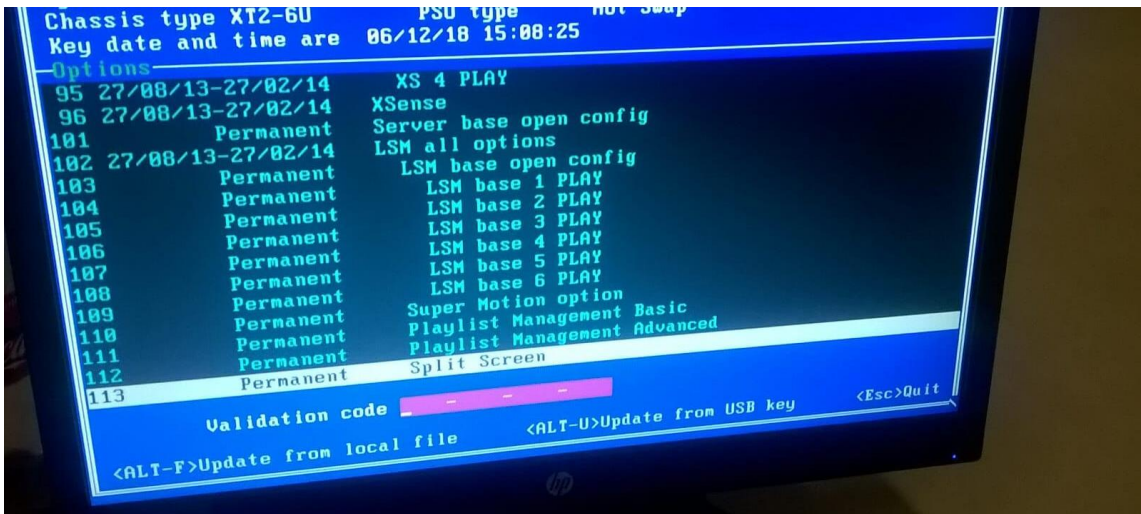 Chassis type XT2-6U PSU type Hot Swap
Key date and time are 06/12/18 15:08:25
Options
95 27/08/13-27/02/14 XS 4 PLAY
96 27/08/13-27/02/14 XSense
101 Permanent Server base open config
102 27/08/13-27/02/14 LSM all options
103 Permanent LSM base open config
104 Permanent LSM base 1 PLAY
105 Permanent LSM base 2 PLAY
106 Permanent LSM base 3 PLAY
107 Permanent LSM base 4 PLAY
108 Permanent LSM base 5 PLAY
109 Permanent LSM base 6 PLAY
110 Permanent Super Motion option
111 Permanent Playlist Management Basic
112 Permanent Playlist Management Advanced
113 Permanent Split Screen
Validation code _ - - -
<ALT-F>Update from local file <ALT-U>Update from USB key <Esc>Quit
hp